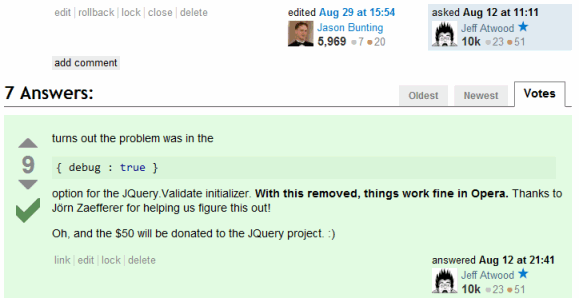 edit | rollback | lock | close | delete
edited Aug 29 at 15:54
Jason Bunting
5,969 7 20
asked Aug 12 at 11:11
Jeff Atwood
10k 23 51
add comment
7 Answers:
Oldest Newest Votes
turns out the problem was in the
9
{ debug : true }
option for the JQuery.Validate initializer. With this removed, things work fine in Opera. Thanks to
Jörn Zaefferer for helping us figure this out!
Oh, and the $50 will be donated to the JQuery project. :)
link | edit | lock | delete
answered Aug 12 at 21:41
Jeff Atwood
10k 23 51